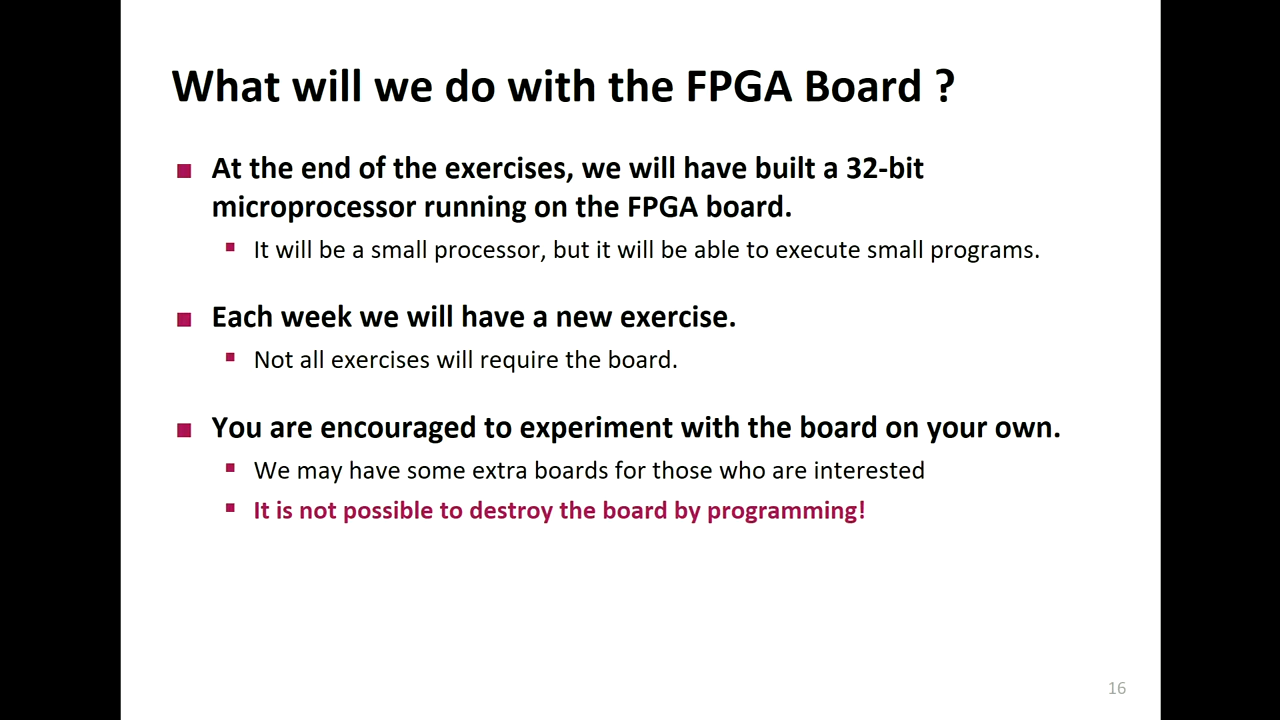 What will we do with the FPGA Board ?
At the end of the exercises, we will have built a 32-bit
microprocessor running on the FPGA board.
It will be a small processor, but it will be able to execute small programs.
Each week we will have a new exercise.
Not all exercises will require the board.
You are encouraged to experiment with the board on your own.
We may have some extra boards for those who are interested
It is not possible to destroy the board by programming!
16